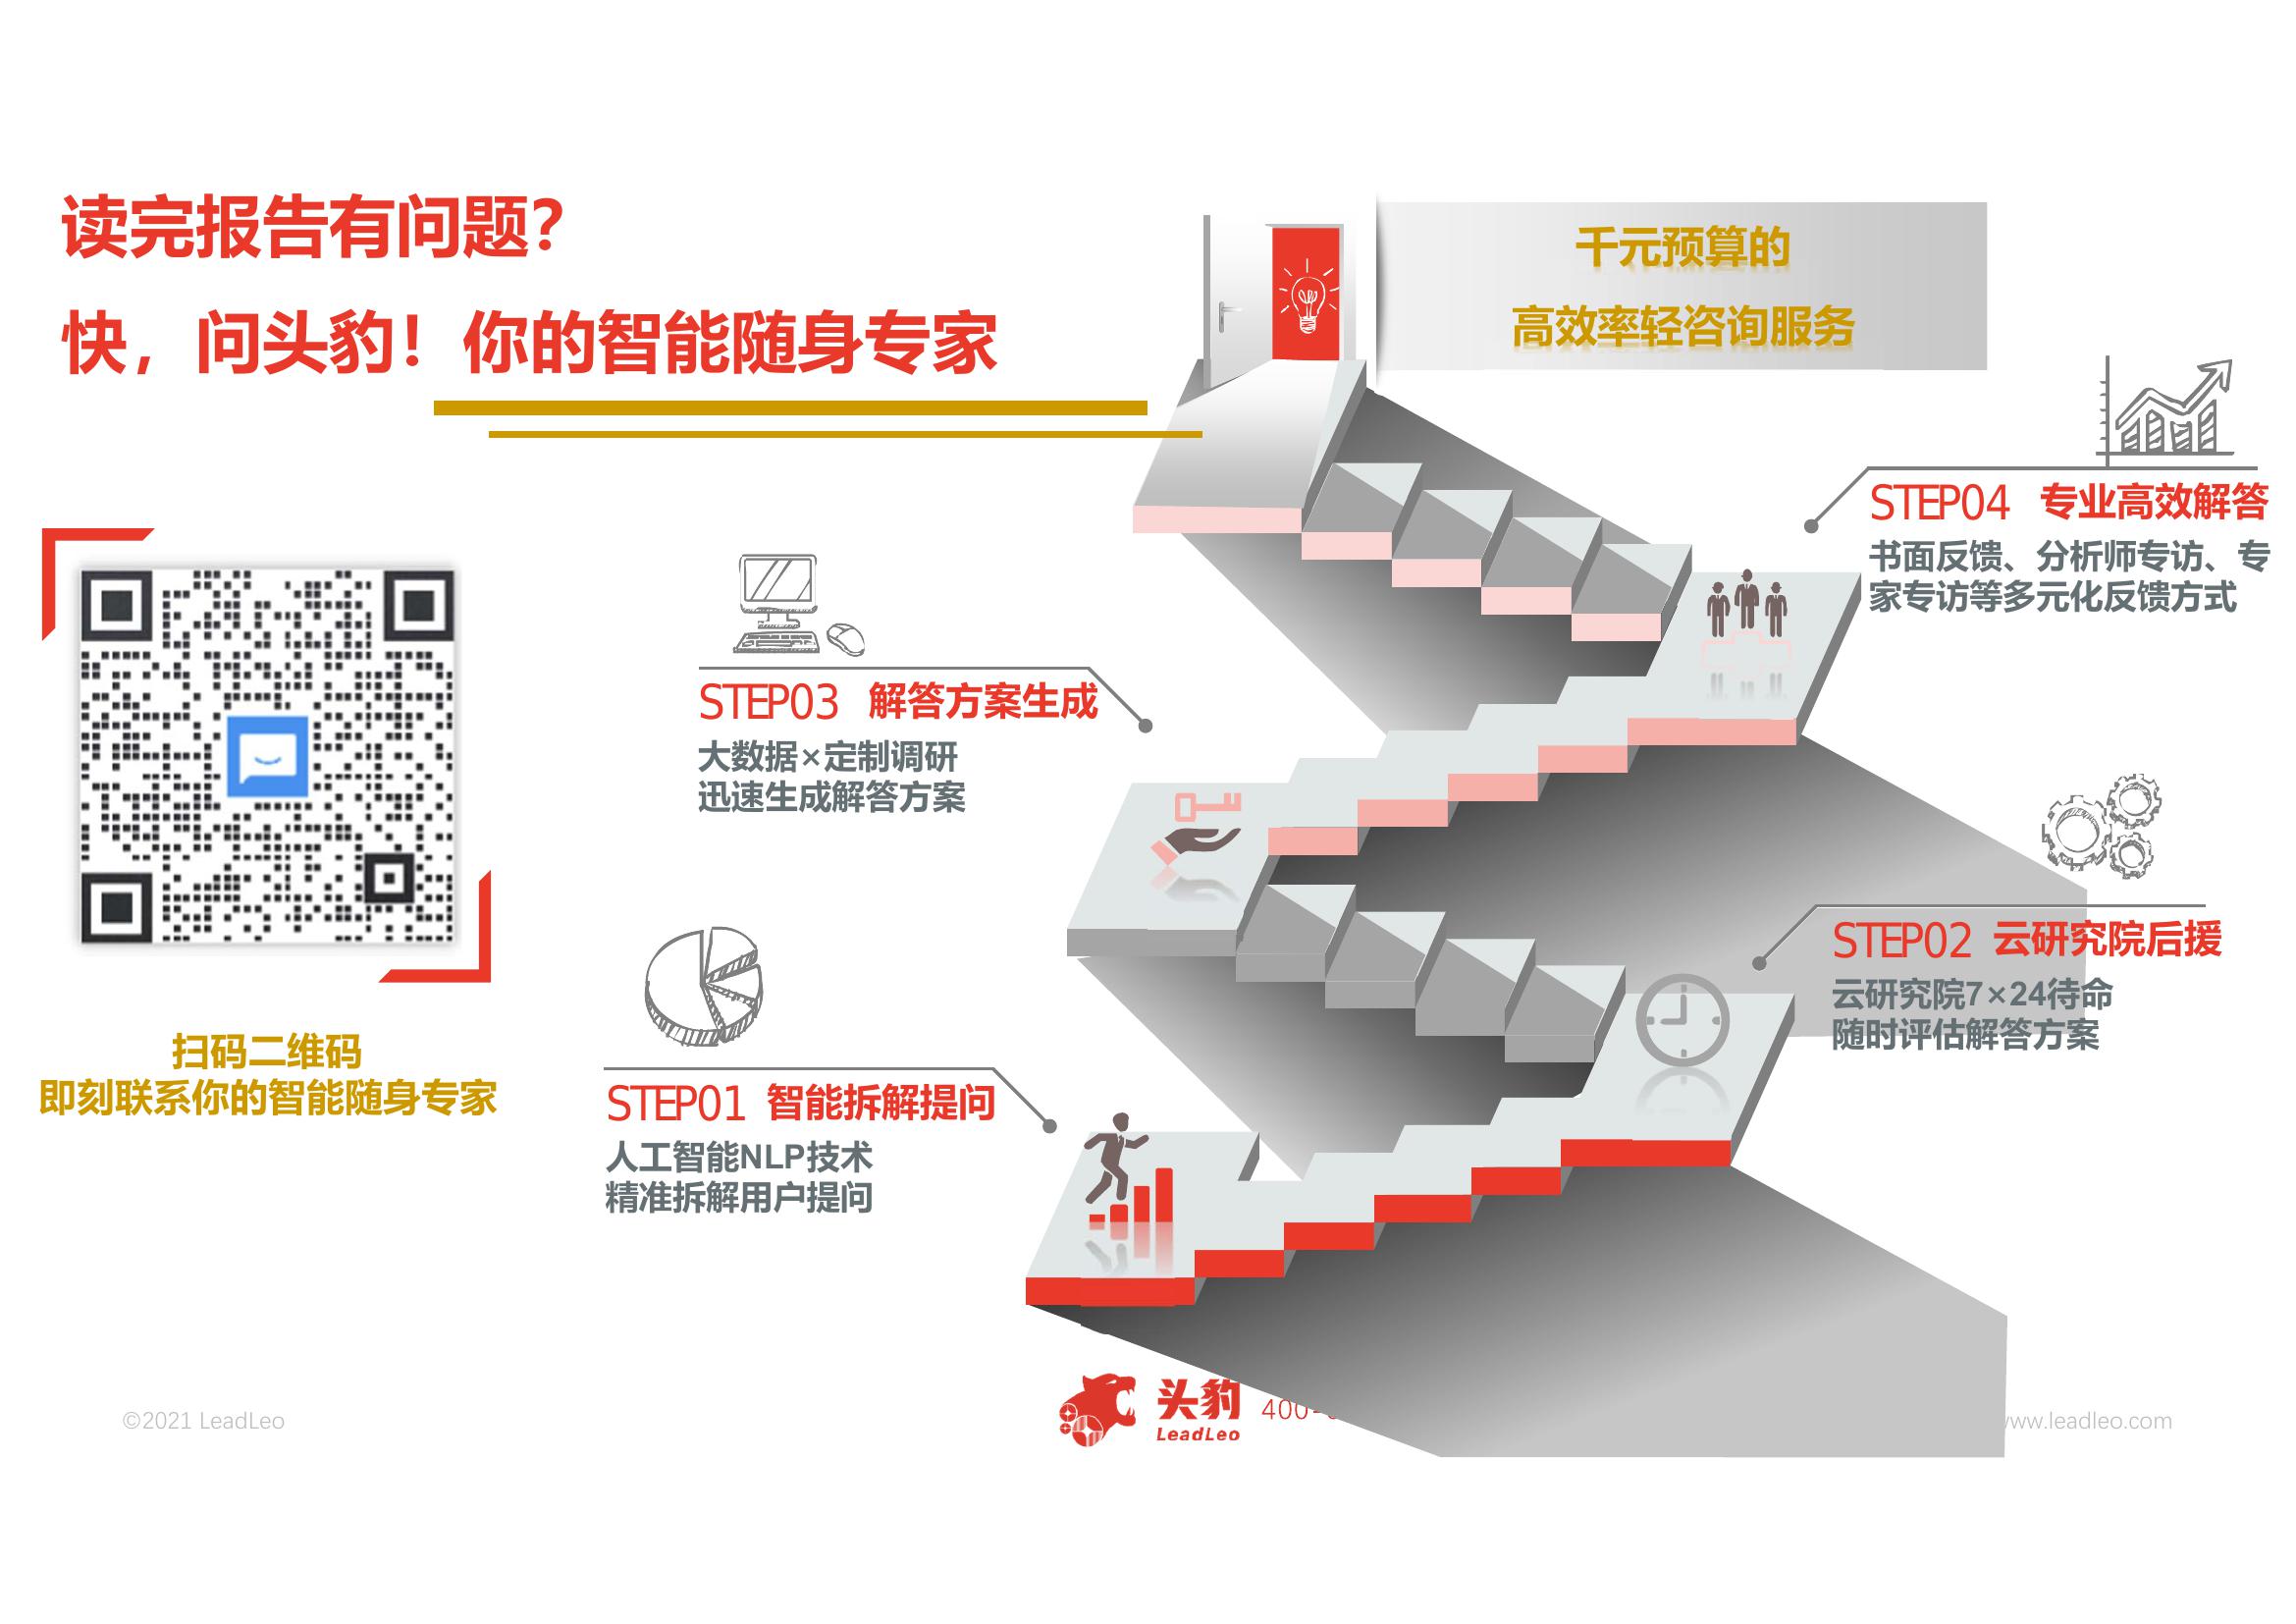 读完报告有问题？
快，问头豹！你的智能随身专家
千元预算的
高效率轻咨询服务
STEP04 专业高效解答
书面反馈、分析师专访、专
家专访等多元化反馈方式
STEP03 解答方案生成
大数据×定制调研
迅速生成解答方案
STEP02 云研究院后援
云研究院7×24待命
随时评估解答方案
STEP01 智能拆解提问
人工智能NLP技术
精准拆解用户提问
扫码二维码
即刻联系你的智能随身专家
©2021 LeadLeo
头豹
LeadLeo
400-
www.leadleo.com